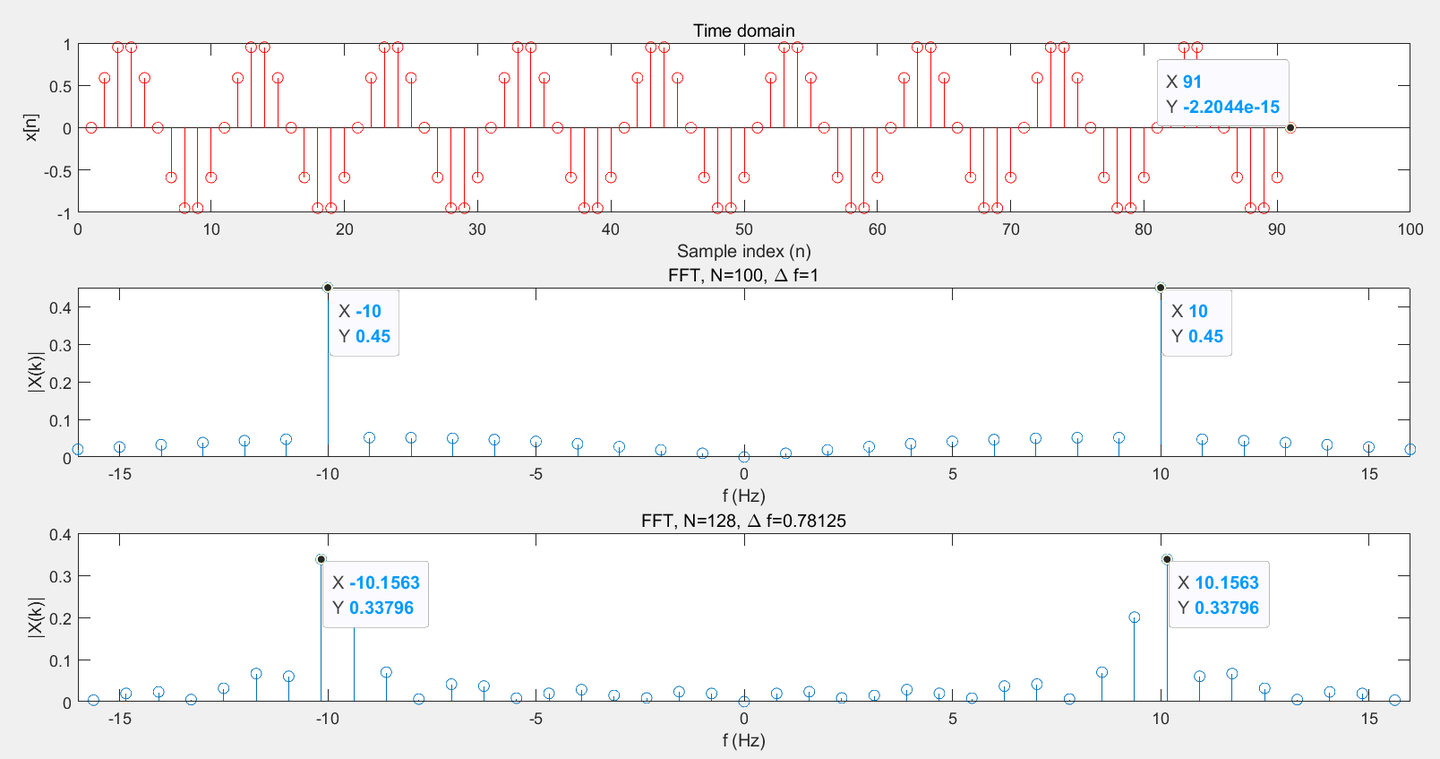 Time domain
1
0.5
0
-0.5
-1
x[n]
X 91
Y -2.2044e-15
0 10 20 30 40 50 60 70 80 90 100
Sample index (n)
FFT, N=100, Δ f=1
0.4
0.3
0.2
0.1
0
|X(k)|
X -10
Y 0.45
X 10
Y 0.45
-15 -10 -5 0 5 10 15
f (Hz)
FFT, N=128, Δ f=0.78125
0.4
0.3
0.2
0.1
0
|X(k)|
X -10.1563
Y 0.33796
X 10.1563
Y 0.33796
-15 -10 -5 0 5 10 15
f (Hz)